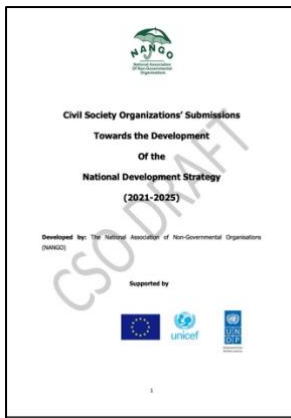 NANGO
National Association
Of Non-Governmental
Organisations
Civil Society Organizations' Submissions
Towards the Development
Of the
National Development Strategy
(2021-2025)
Developed by: The National Association of Non-Governmental Organisations
(NANGO)
CSO DRAFT
Supported by
unicef
U N
D P
1